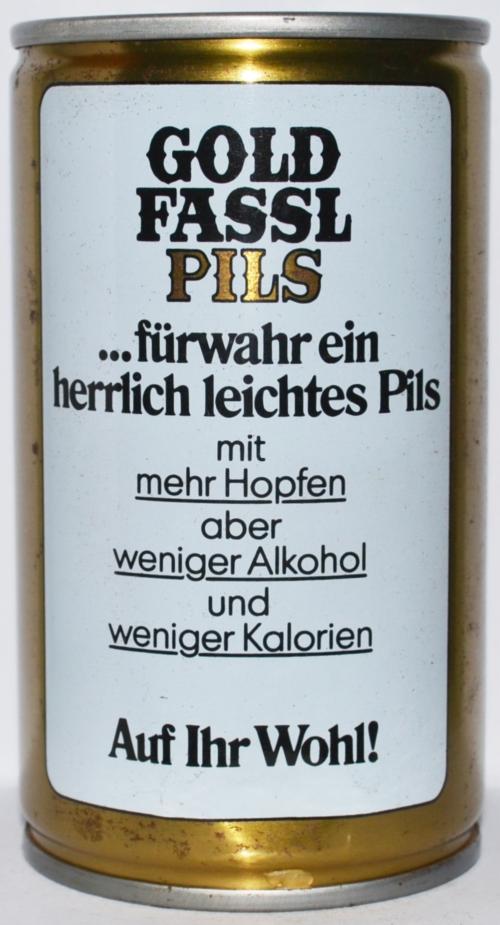 GOLD
FASSL
PILS
...fürwahr ein
herrlich leichtes Pils
mit
mehr Hopfen
aber
weniger Alkohol
und
weniger Kalorien
Auf Ihr Wohl!